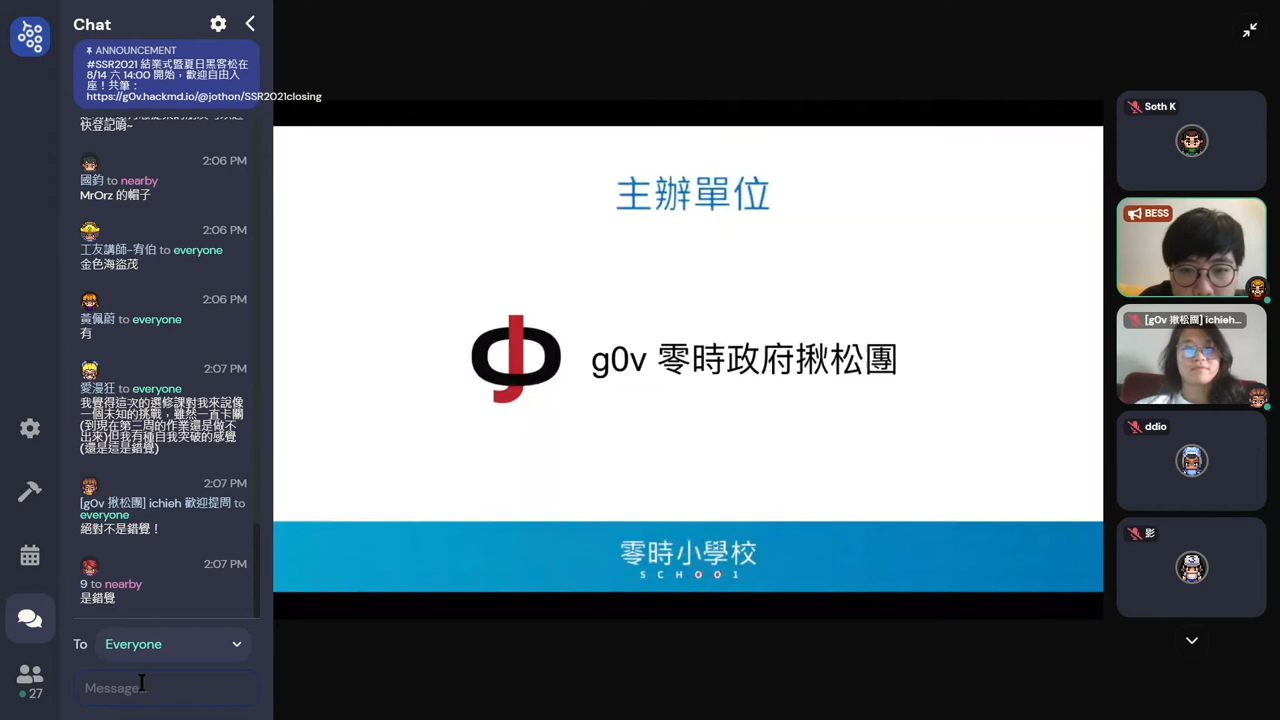 Chat
ANNOUNCEMENT
#SSR2021 結業式暨夏日黑客松在
8/14 六 14:00 開始，歡迎自由入
座！共筆：
https://g0v.hackmd.io/@jothon/SSR2021closing
快登記唷~
2:06 PM
國鈞 to nearby
MrOrz 的帽子
2:06 PM
工友講師-宥伯 to everyone
金色海盜茂
2:06 PM
黃佩蔚 to everyone
有
2:07 PM
愛漫狂 to everyone
我覺得這次的選修課對我來說像
一個未知的挑戰，雖然一直卡關
(到現在第三周的作業還是做不
出來)但我有種自我突破的感覺
(還是這是錯覺)
2:07 PM
[g0v 揪松團] ichieh 歡迎提問 to
everyone
絕對不是錯覺！
2:07 PM
9 to nearby
是錯覺
To Everyone
Message...
27
主辦單位
g0v 零時政府揪松團
零時小學校
SCH001
Soth K
BESS
[g0v 揪松團] ichieh...
ddio
影